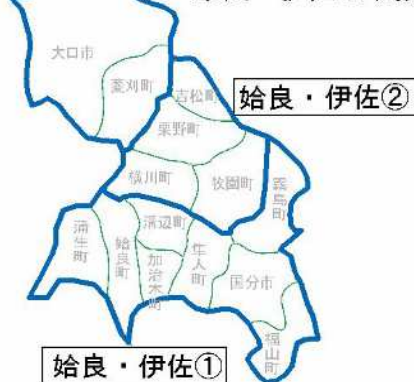 大口市
菱刈町
吉松町
始良・伊佐②
栗野町
横川町
牧園町
霧島町
蒲生町
姶良町
溝辺町
加治木町
隼人町
国分市
福山町
始良・伊佐①